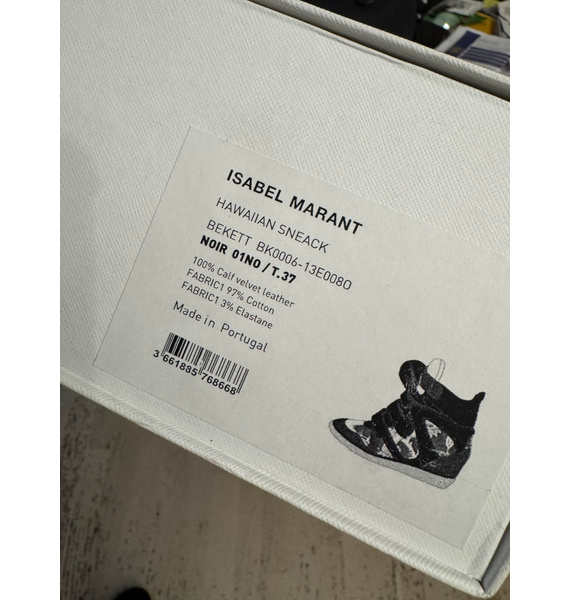 ISABEL MARANT
HAWAIIAN SNEACK
BEKETT BK0006-13E008O
NOIR 01NO / T.37
100% Calf velvet leather
FABRIC1 97% Cotton
FABRIC1 3% Elastane
Made in Portugal
3 661885 768668